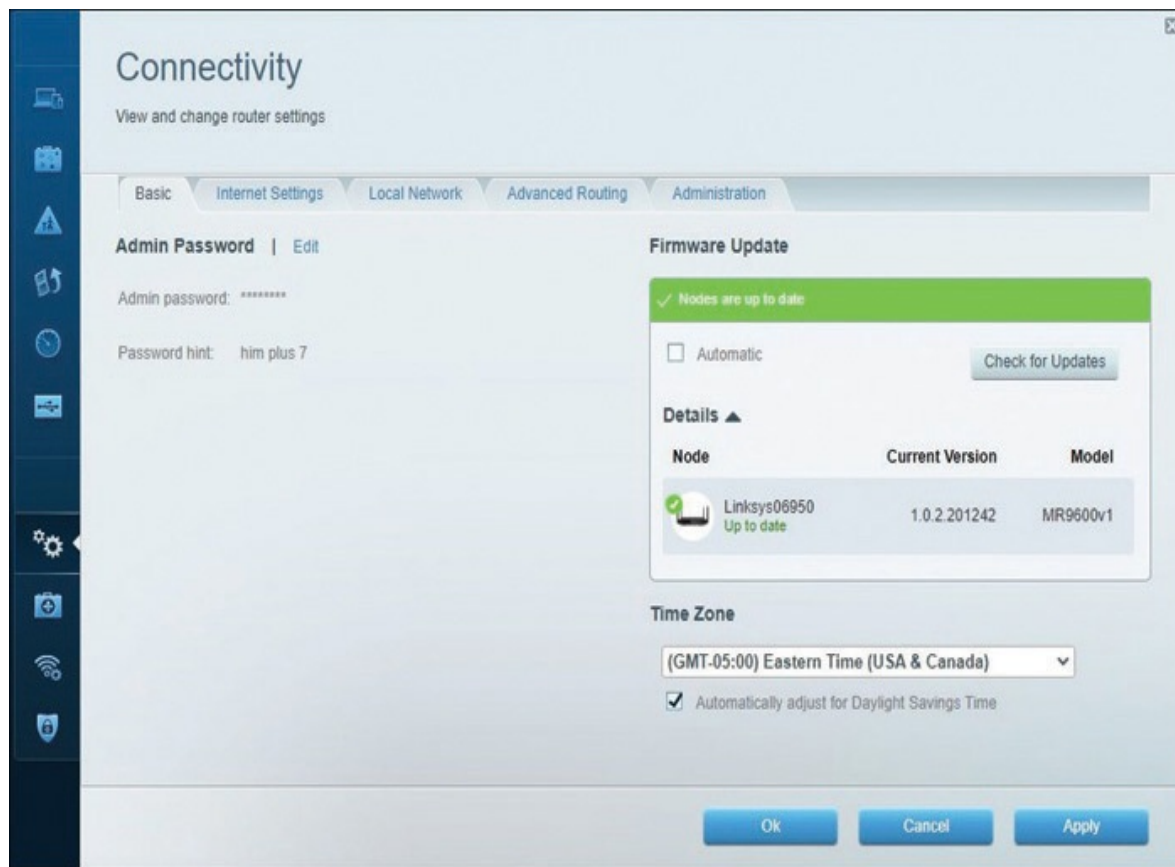 Connectivity
View and change router settings
Basic
Internet Settings
Local Network
Advanced Routing
Administration
Admin Password | Edit
Admin password: ********
Password hint: him plus 7
Firmware Update
Nodes are up to date
Automatic
Check for Updates
Details
Node Current Version Model
Linksys06950
Up to date
1.0.2.201242 MR9600v1
Time Zone
(GMT-05:00) Eastern Time (USA & Canada)
Automatically adjust for Daylight Savings Time
Ok
Cancel
Apply